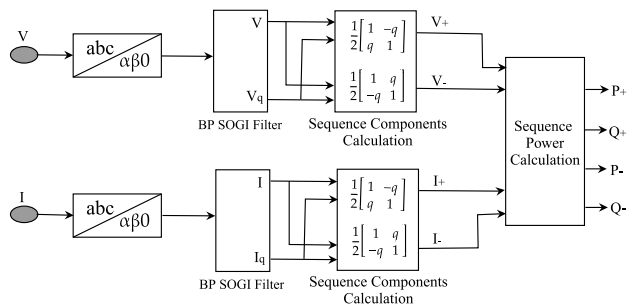 V
abc
αβ0
V
Vq
BP SOGI Filter
1/2 [1 -q
q 1]
1/2 [1 q
-q 1]
Sequence Components
Calculation
V+
V-
I
abc
αβ0
I
Iq
BP SOGI Filter
1/2 [1 -q
q 1]
1/2 [1 q
-q 1]
Sequence Components
Calculation
I+
I-
Sequence
Power
Calculation
P+
Q+
P-
Q-